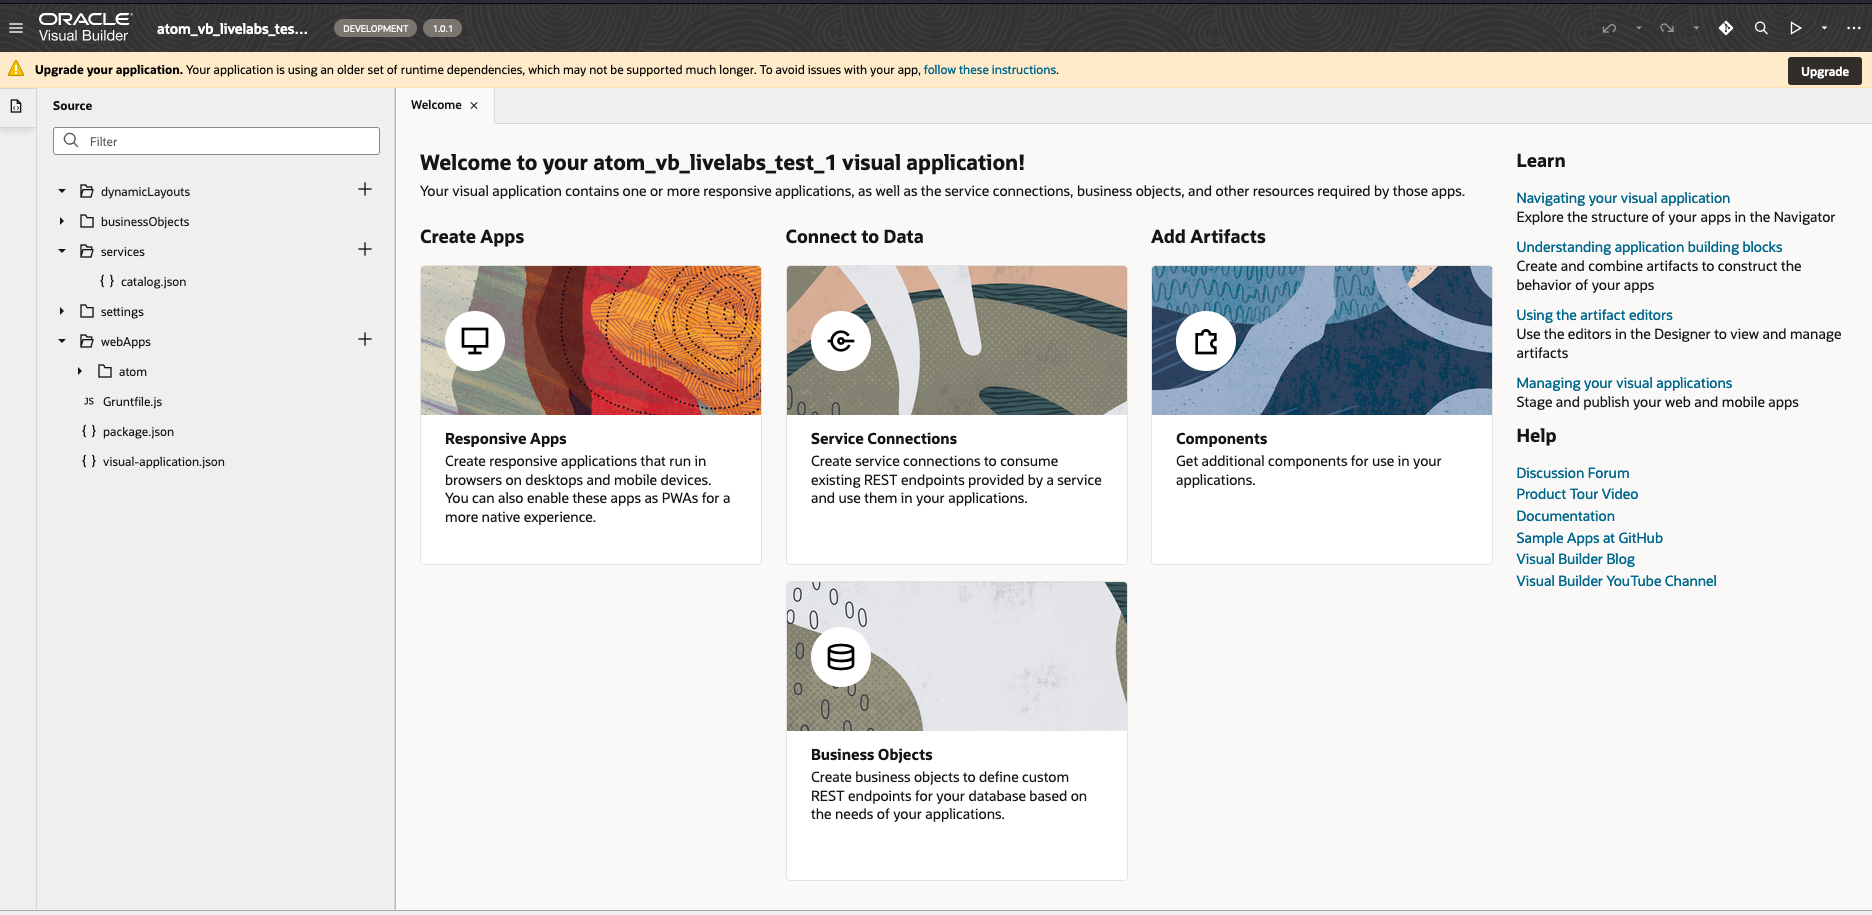 ORACLE
Visual Builder
atom_vb_livelabs_tes...
DEVELOPMENT
1.0.1
Upgrade your application. Your application is using an older set of runtime dependencies, which may not be supported much longer. To avoid issues with your app, follow these instructions.
Upgrade
Source
Filter
dynamicLayouts
businessObjects
services
{ } catalog.json
settings
webApps
atom
JS Gruntfile.js
{ } package.json
{ } visual-application.json
Welcome
Welcome to your atom_vb_livelabs_test_1 visual application!
Your visual application contains one or more responsive applications, as well as the service connections, business objects, and other resources required by those apps.
Create Apps
Responsive Apps
Create responsive applications that run in
browsers on desktops and mobile devices.
You can also enable these apps as PWAs for a
more native experience.
Connect to Data
Service Connections
Create service connections to consume
existing REST endpoints provided by a service
and use them in your applications.
Business Objects
Create business objects to define custom
REST endpoints for your database based on
the needs of your applications.
Add Artifacts
Components
Get additional components for use in your
applications.
Learn
Navigating your visual application
Explore the structure of your apps in the Navigator
Understanding application building blocks
Create and combine artifacts to construct the
behavior of your apps
Using the artifact editors
Use the editors in the Designer to view and manage
artifacts
Managing your visual applications
Stage and publish your web and mobile apps
Help
Discussion Forum
Product Tour Video
Documentation
Sample Apps at GitHub
Visual Builder Blog
Visual Builder YouTube Channel